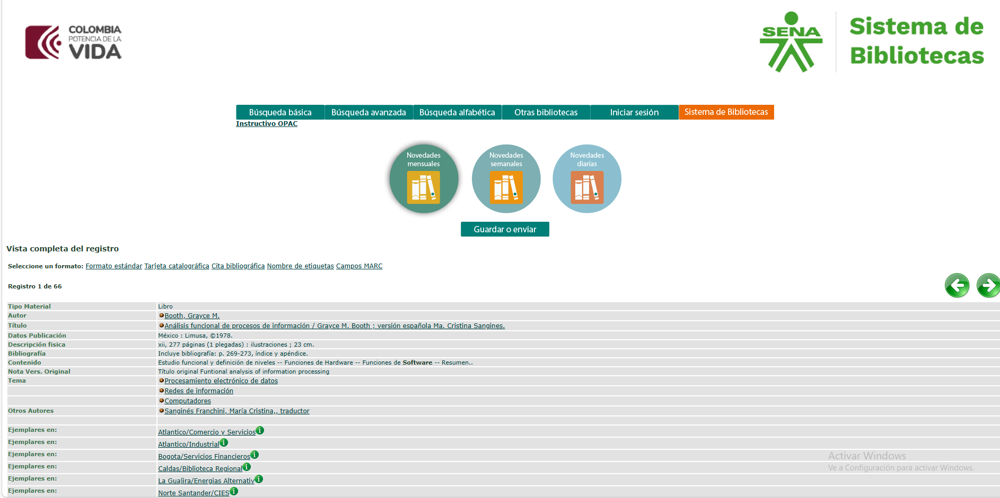 COLOMBIA
POTENCIA DE LA
VIDA
SENA
Sistema de
Bibliotecas
Búsqueda básica Búsqueda avanzada Búsqueda alfabética Otras bibliotecas Iniciar sesión Sistema de Bibliotecas
Instructivo OPAC
Novedades
mensuales
Novedades
semanales
Novedades
diarias
Guardar o enviar
Vista completa del registro
Seleccione un formato: Formato estándar Tarjeta catalográfica Cita bibliográfica Nombre de etiquetas Campos MARC
Registro 1 de 66
Tipo Material Libro
Autor Booth, Grayce M.
Título Análisis funcional de procesos de información / Grayce M. Booth ; versión española Ma. Cristina Sangines.
Datos Publicación México : Limusa, ©1978.
Descripción fisica xii, 277 páginas (1 plegadas) : ilustraciones ; 23 cm.
Bibliografía Incluye bibliografía: p. 269-273, índice y apéndice.
Contenido Estudio funcional y definición de niveles -- Funciones de Hardware -- Funciones de Software -- Resumen..
Nota Vers. Original Título original Funtional analysis of information processing
Tema Procesamiento electrónico de datos
Redes de información
Computadores
Otros Autores Sanginés Franchini, María Cristina,, traductor
Ejemplares en: Atlantico/Comercio y Servicios
Ejemplares en: Atlantico/Industrial
Ejemplares en: Bogota/Servicios Financieros
Ejemplares en: Caldas/Biblioteca Regional
Ejemplares en: La Guajira/Energias Alternativ
Ejemplares en: Norte Santander/CIES
Activar Windows
Ve a Configuración para activar Windows.